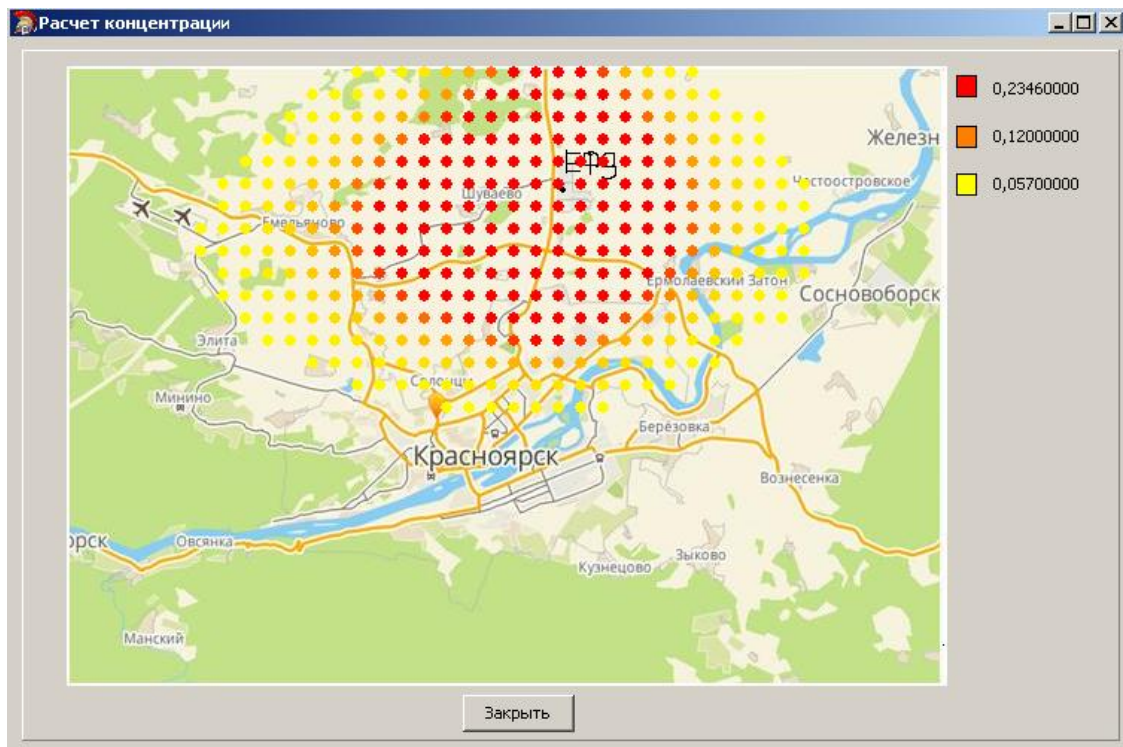 Расчет концентрации
0,23460000
0,12000000
0,05700000
Железн
Частоостровское
Шуваево
Емельяново
Ермолаевский Затон
Сосновоборск
Элита
Солонцы
Минино
Берёзовка
Красноярск
Вознесенка
орск
Овсянка
Зыково
Кузнецово
Манский
Закрыть